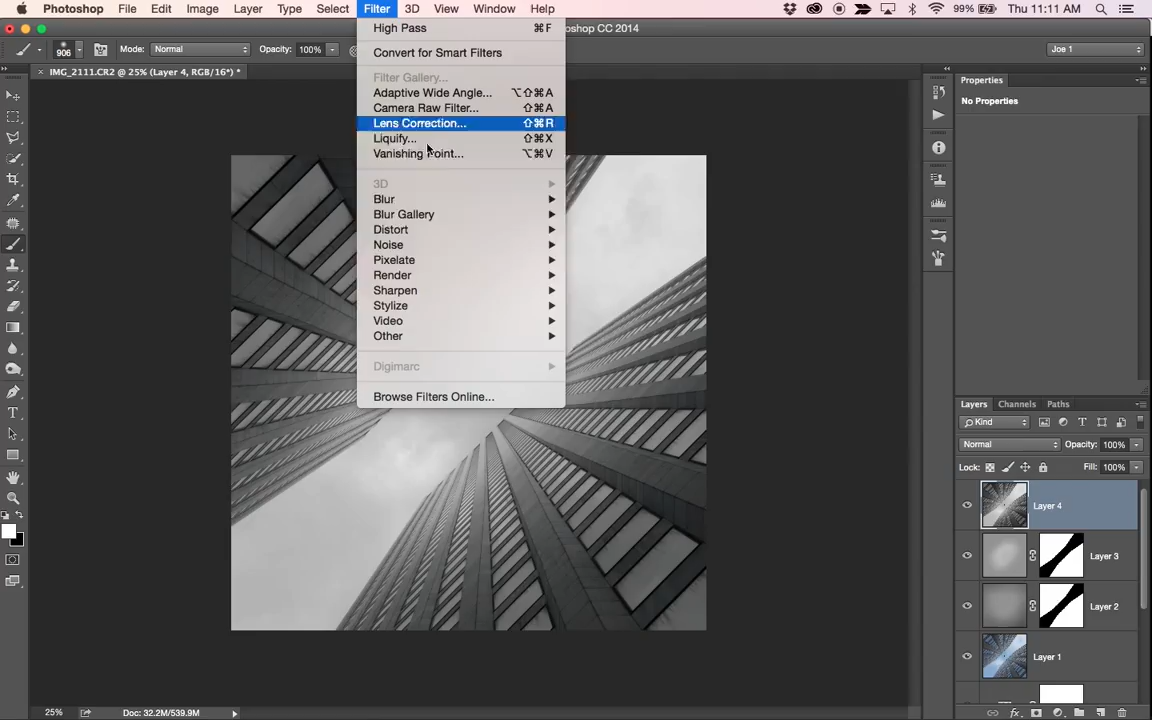 Photoshop File Edit Image Layer Type Select Filter 3D View Window Help 99% Thu 11:11 AM
oshop CC 2014
906 Mode: Normal Opacity: 100% Joe 1
× IMG_2111.CR2 @ 25% (Layer 4, RGB/16*) *
High Pass ⌘F
Convert for Smart Filters
Filter Gallery...
Adaptive Wide Angle... ⌥⇧⌘A
Camera Raw Filter... ⇧⌘A
Lens Correction... ⇧⌘R
Liquify... ⇧⌘X
Vanishing Point... ⌥⌘V
3D
Blur
Blur Gallery
Distort
Noise
Pixelate
Render
Sharpen
Stylize
Video
Other
Digimarc
Browse Filters Online...
Properties
No Properties
Layers Channels Paths
Kind
Normal Opacity: 100%
Lock: Fill: 100%
Layer 4
Layer 3
Layer 2
Layer 1
25% Doc: 32.2M/539.9M